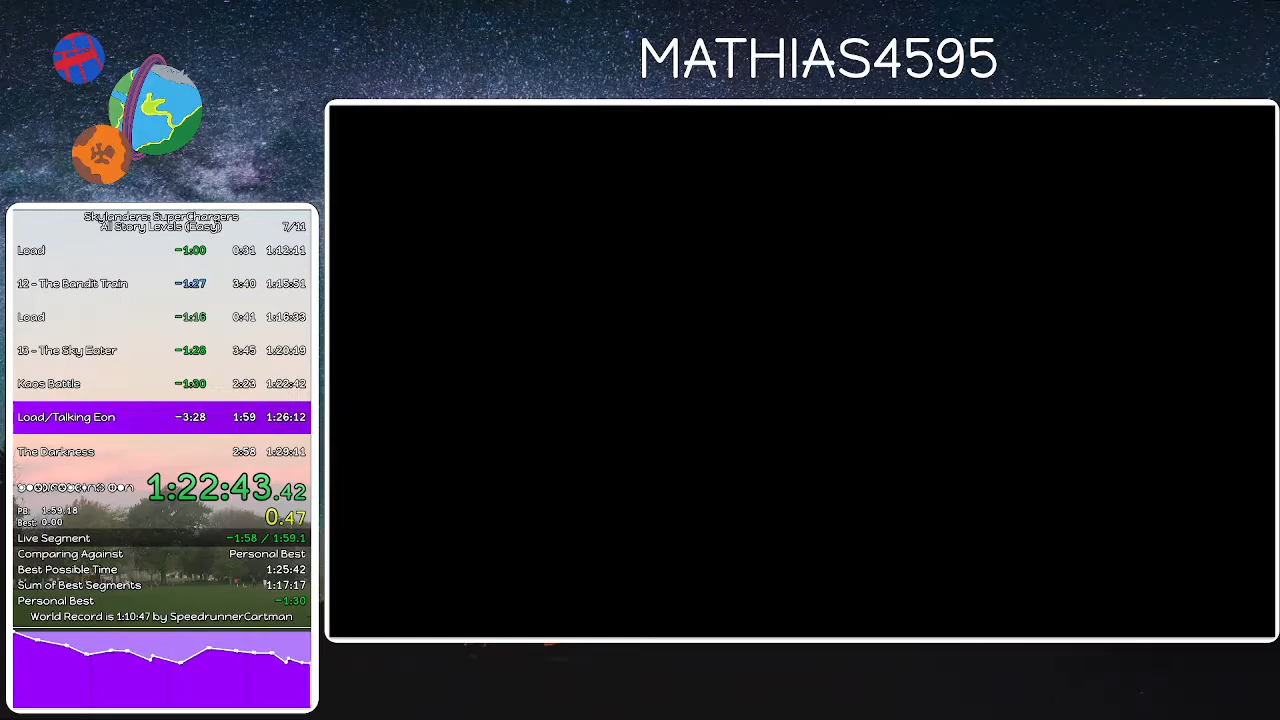 MATHIAS4595
Skylanders: SuperChargers
All Story Levels (Easy) 7/11
Load -1:00 0:31 1:12:11
12 - The Bandit Train -1:27 3:40 1:15:51
Load -1:16 0:41 1:16:33
13 - The Sky Eater -1:28 3:45 1:20:19
Kaos Battle -1:30 2:23 1:22:42
Load/Talking Eon -3:28 1:59 1:26:12
The Darkness 2:58 1:29:11
1:22:43.42
PB: 1:59.18
Best: 0:00
0.47
Live Segment -1:58 / 1:59.1
Comparing Against Personal Best
Best Possible Time 1:25:42
Sum of Best Segments 1:17:17
Personal Best -1:30
World Record is 1:10:47 by SpeedrunnerCartman